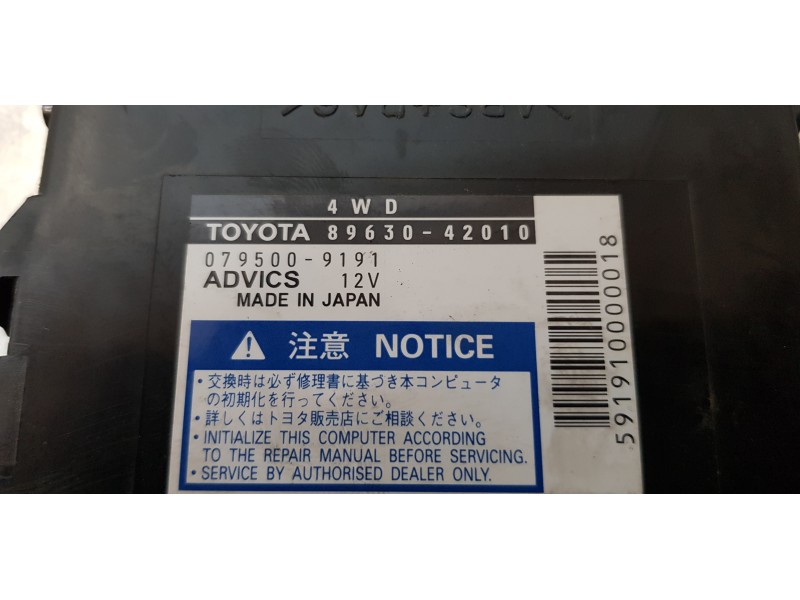 4WD
TOYOTA 89630-42010
079500-9191
ADVICS 12V
MADE IN JAPAN
注意 NOTICE
・交換時は必ず修理書に基づき本コンピュータ
の初期化を行ってください。
・詳しくはトヨタ販売店にご相談ください。
・INITIALIZE THIS COMPUTER ACCORDING
TO THE REPAIR MANUAL BEFORE SERVICING.
・SERVICE BY AUTHORISED DEALER ONLY.
591910000018